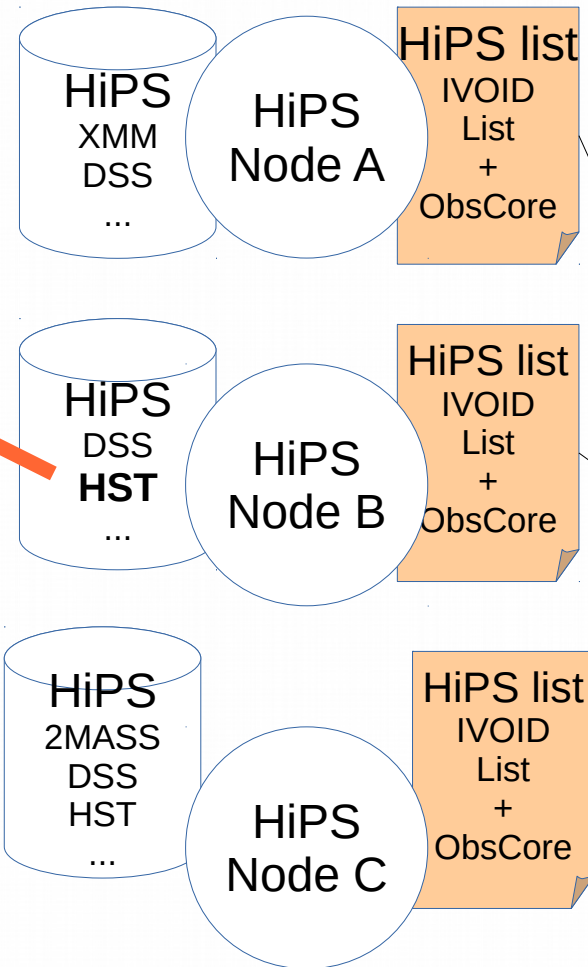 HiPS
XMM
DSS
...
HiPS
Node A
HiPS list
IVOID
List
+
ObsCore
HiPS
DSS
HST
...
HiPS
Node B
HiPS list
IVOID
List
+
ObsCore
HiPS
2MASS
DSS
HST
...
HiPS
Node C
HiPS list
IVOID
List
+
ObsCore